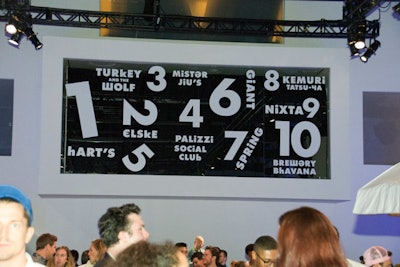 1
hART'S
TURKEY
AND THE
WOLF
2
ELSKE
3
MISTER
JIU'S
4
PALIZZI
SOCIAL
CLUB
5
6
GIANT
7
SPRING
8
KEMURI
TATSU-YA
NIXTA 9
10
BREWERY
BHAVANA